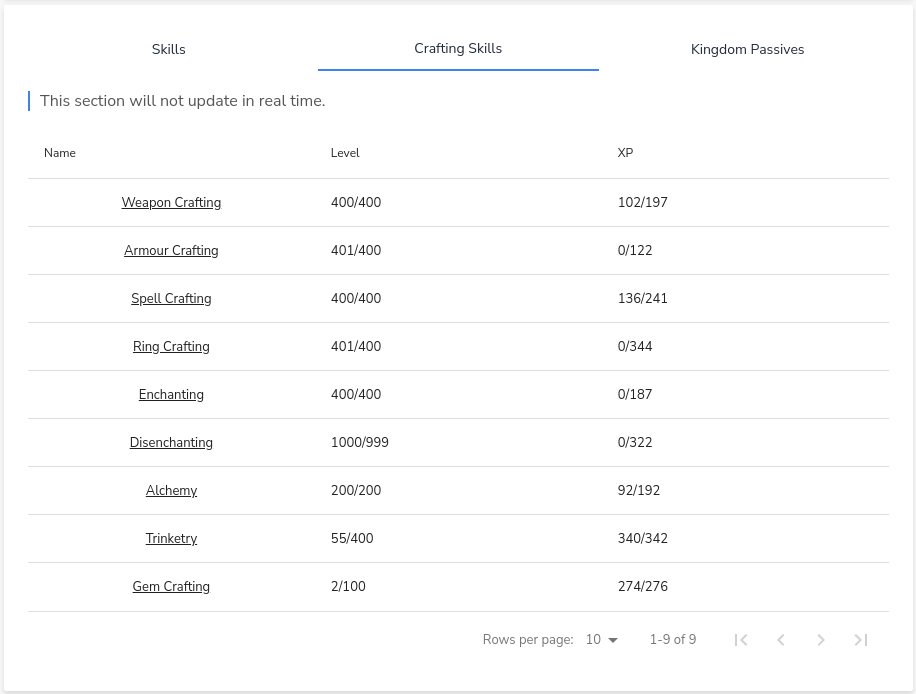 Skills Crafting Skills Kingdom Passives
This section will not update in real time.
Name Level XP
Weapon Crafting 400/400 102/197
Armour Crafting 401/400 0/122
Spell Crafting 400/400 136/241
Ring Crafting 401/400 0/344
Enchanting 400/400 0/187
Disenchanting 1000/999 0/322
Alchemy 200/200 92/192
Trinketry 55/400 340/342
Gem Crafting 2/100 274/276
Rows per page: 10 1-9 of 9